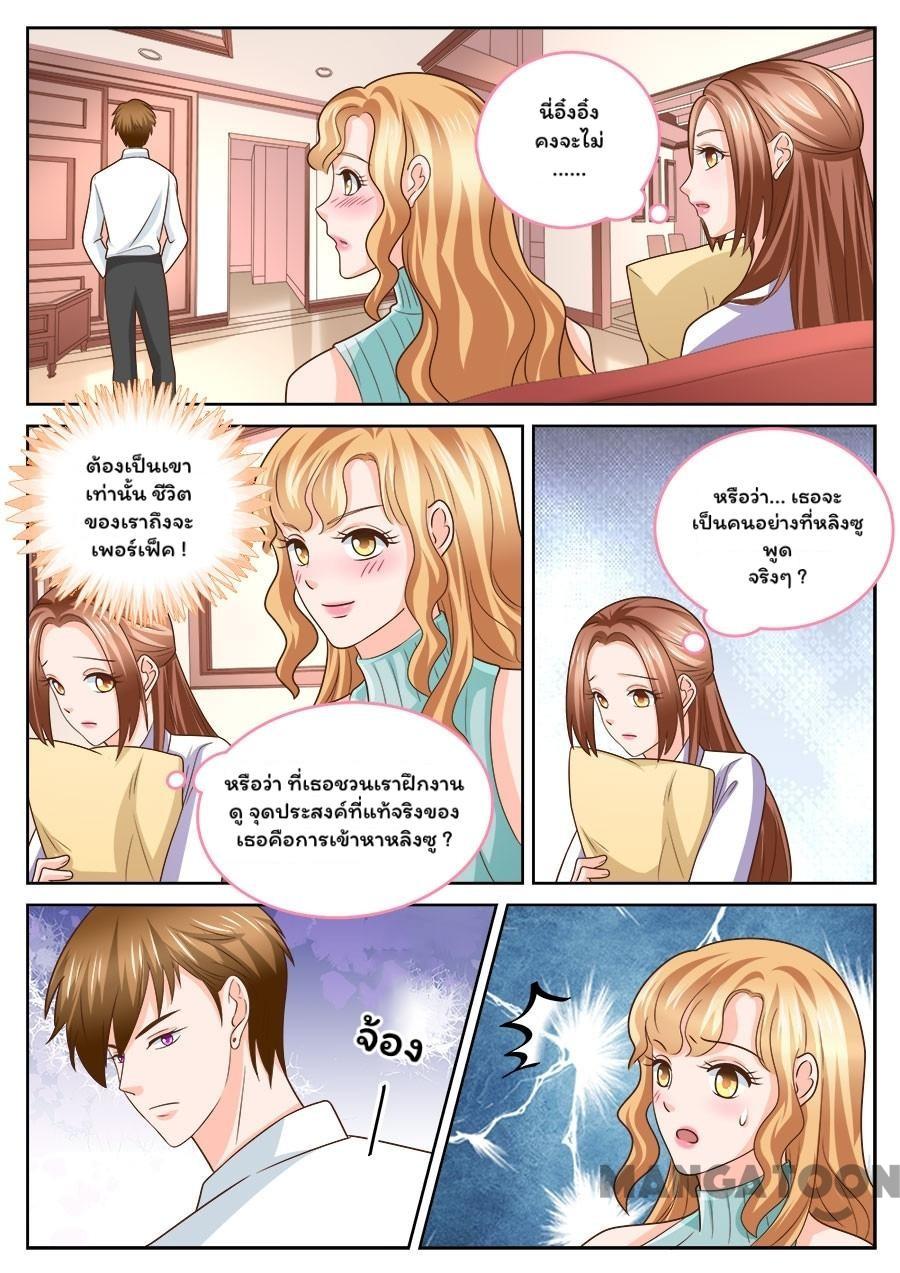 นี่อิ๋งอิ๋ง
คงจะไม่
......
ต้องเป็นเขา
เท่านั้น ชีวิต
ของเราถึงจะ
เพอร์เฟ็ค !
หรือว่า... เธอจะ
เป็นคนอย่างที่หลิงซู
พูด
จริงๆ ?
หรือว่า ที่เธอชวนเราฝึกงาน
ดู จุดประสงค์ที่แท้จริงของ
เธอคือการเข้าหาหลิงซู ?
จ้อง
MANGATOON